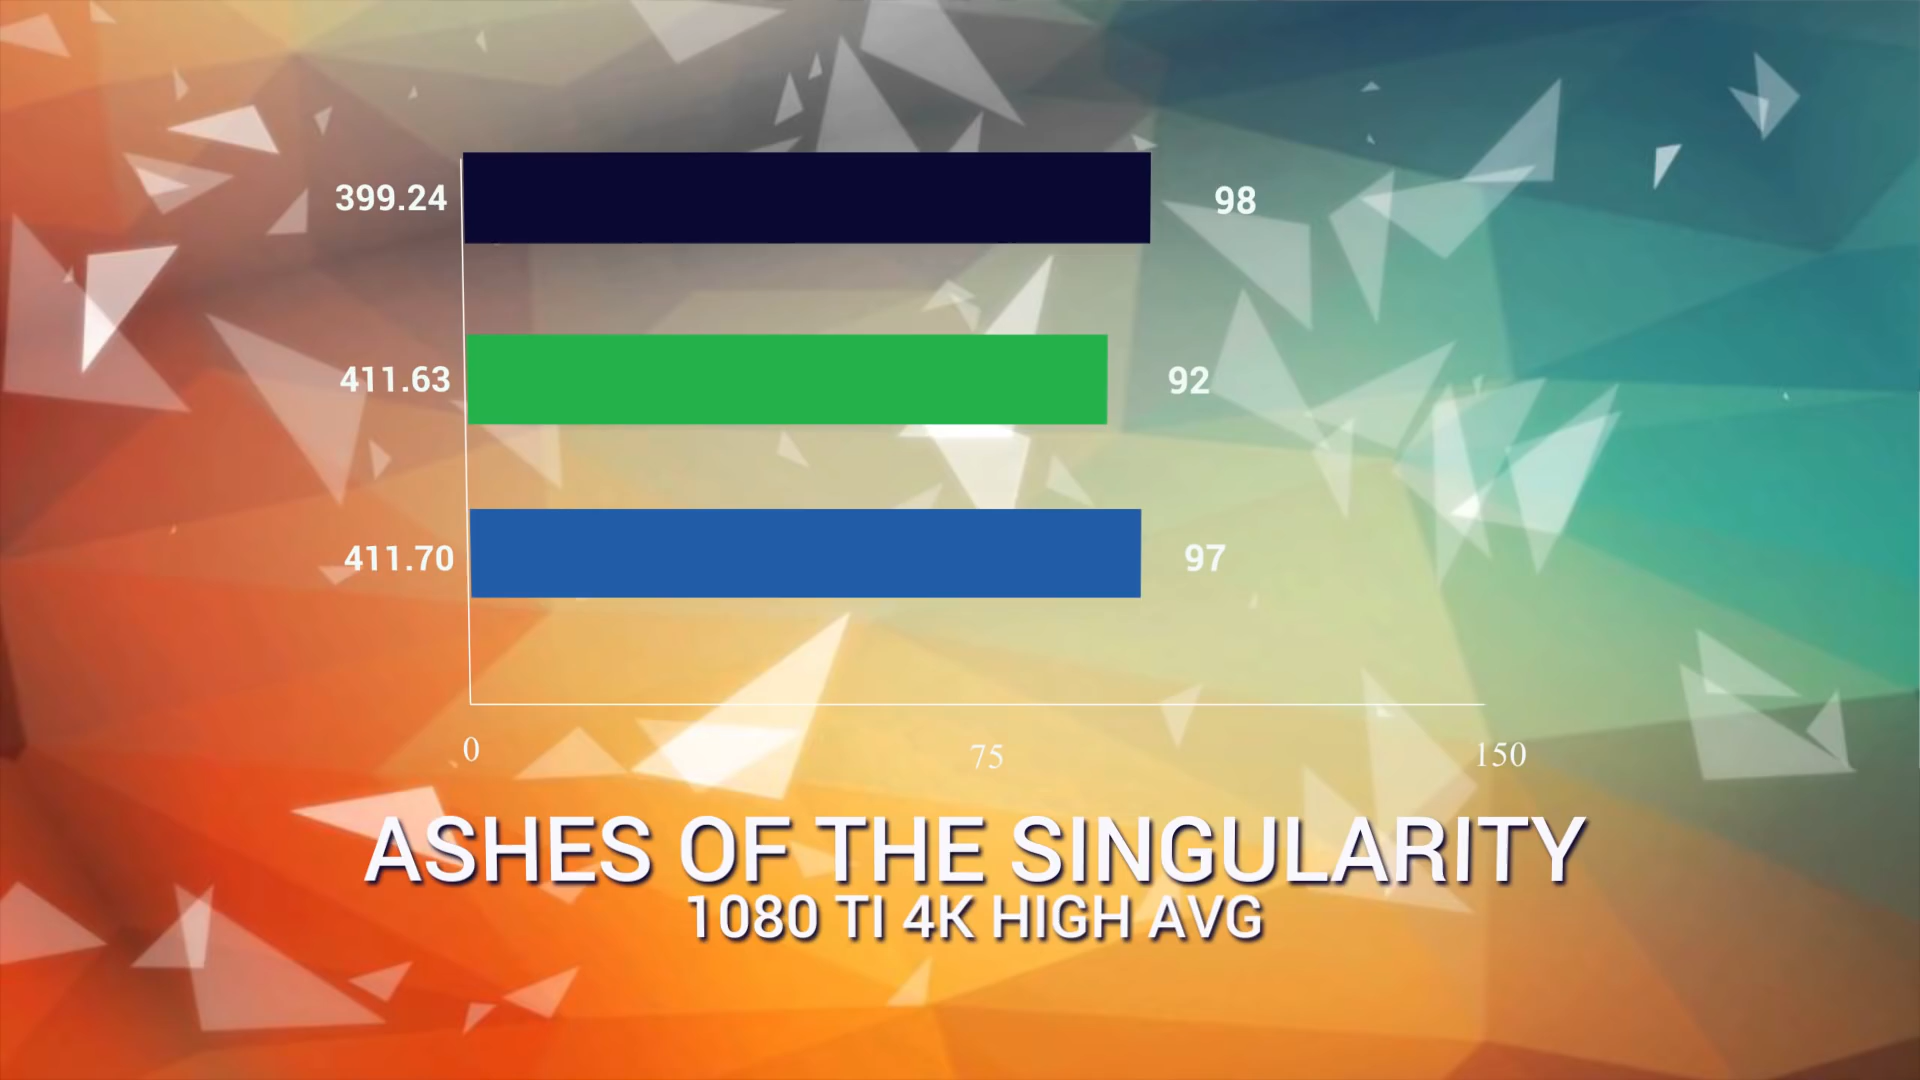 399.24 98
411.63 92
411.70 97
0 75 150
ASHES OF THE SINGULARITY
1080 TI 4K HIGH AVG